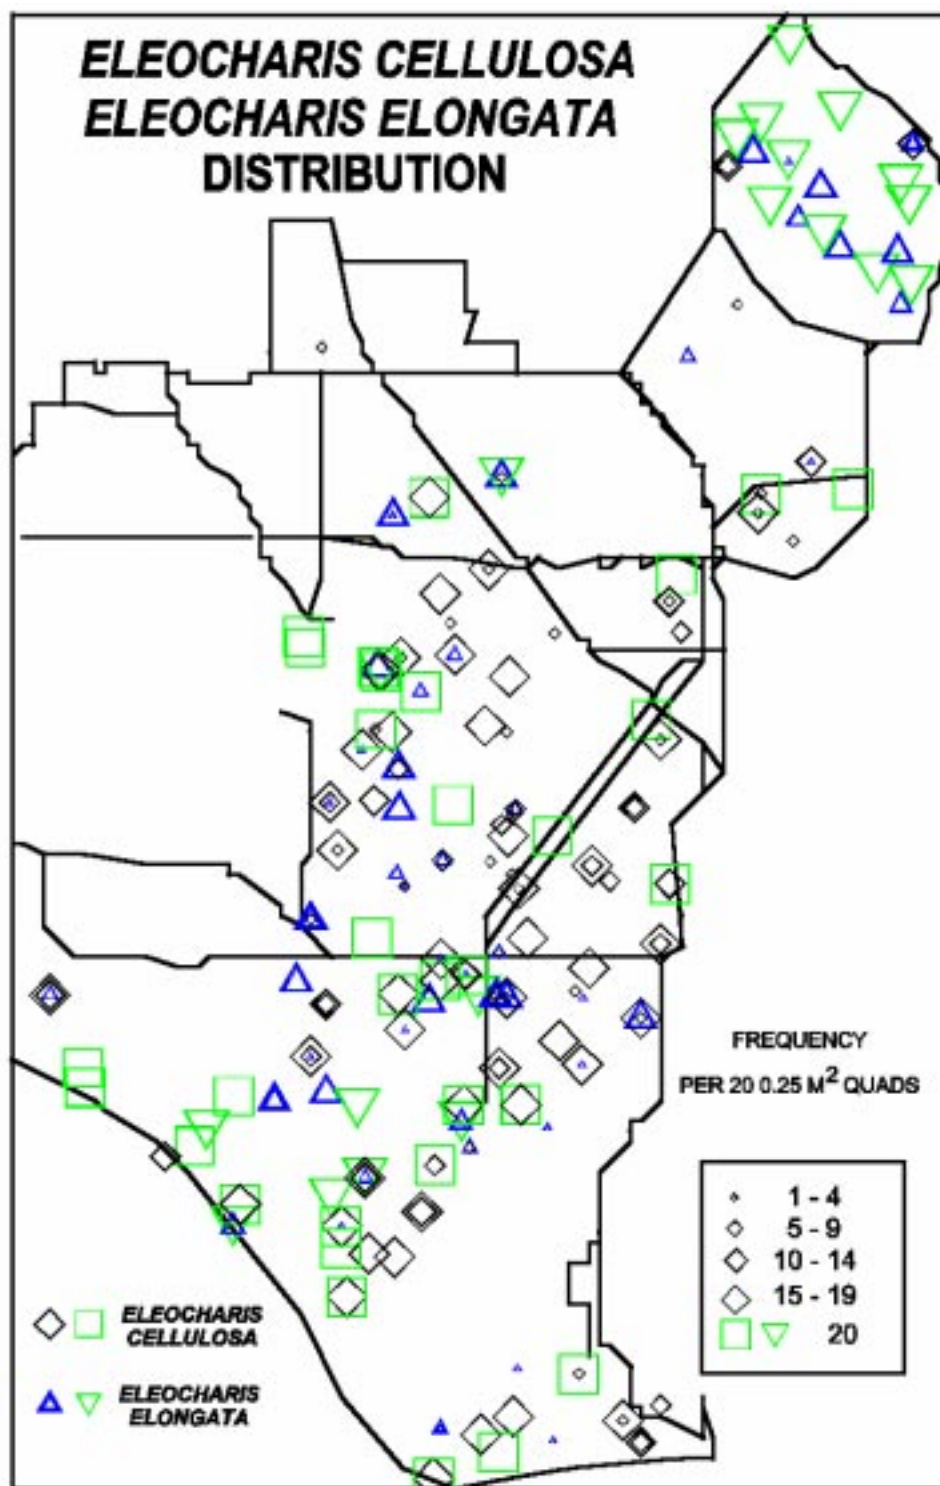 ELEOCHARIS CELLULOSA
ELEOCHARIS ELONGATA
DISTRIBUTION
FREQUENCY
PER 20 0.25 M² QUADS
1 - 4
5 - 9
10 - 14
15 - 19
20
ELEOCHARIS
CELLULOSA
ELEOCHARIS
ELONGATA